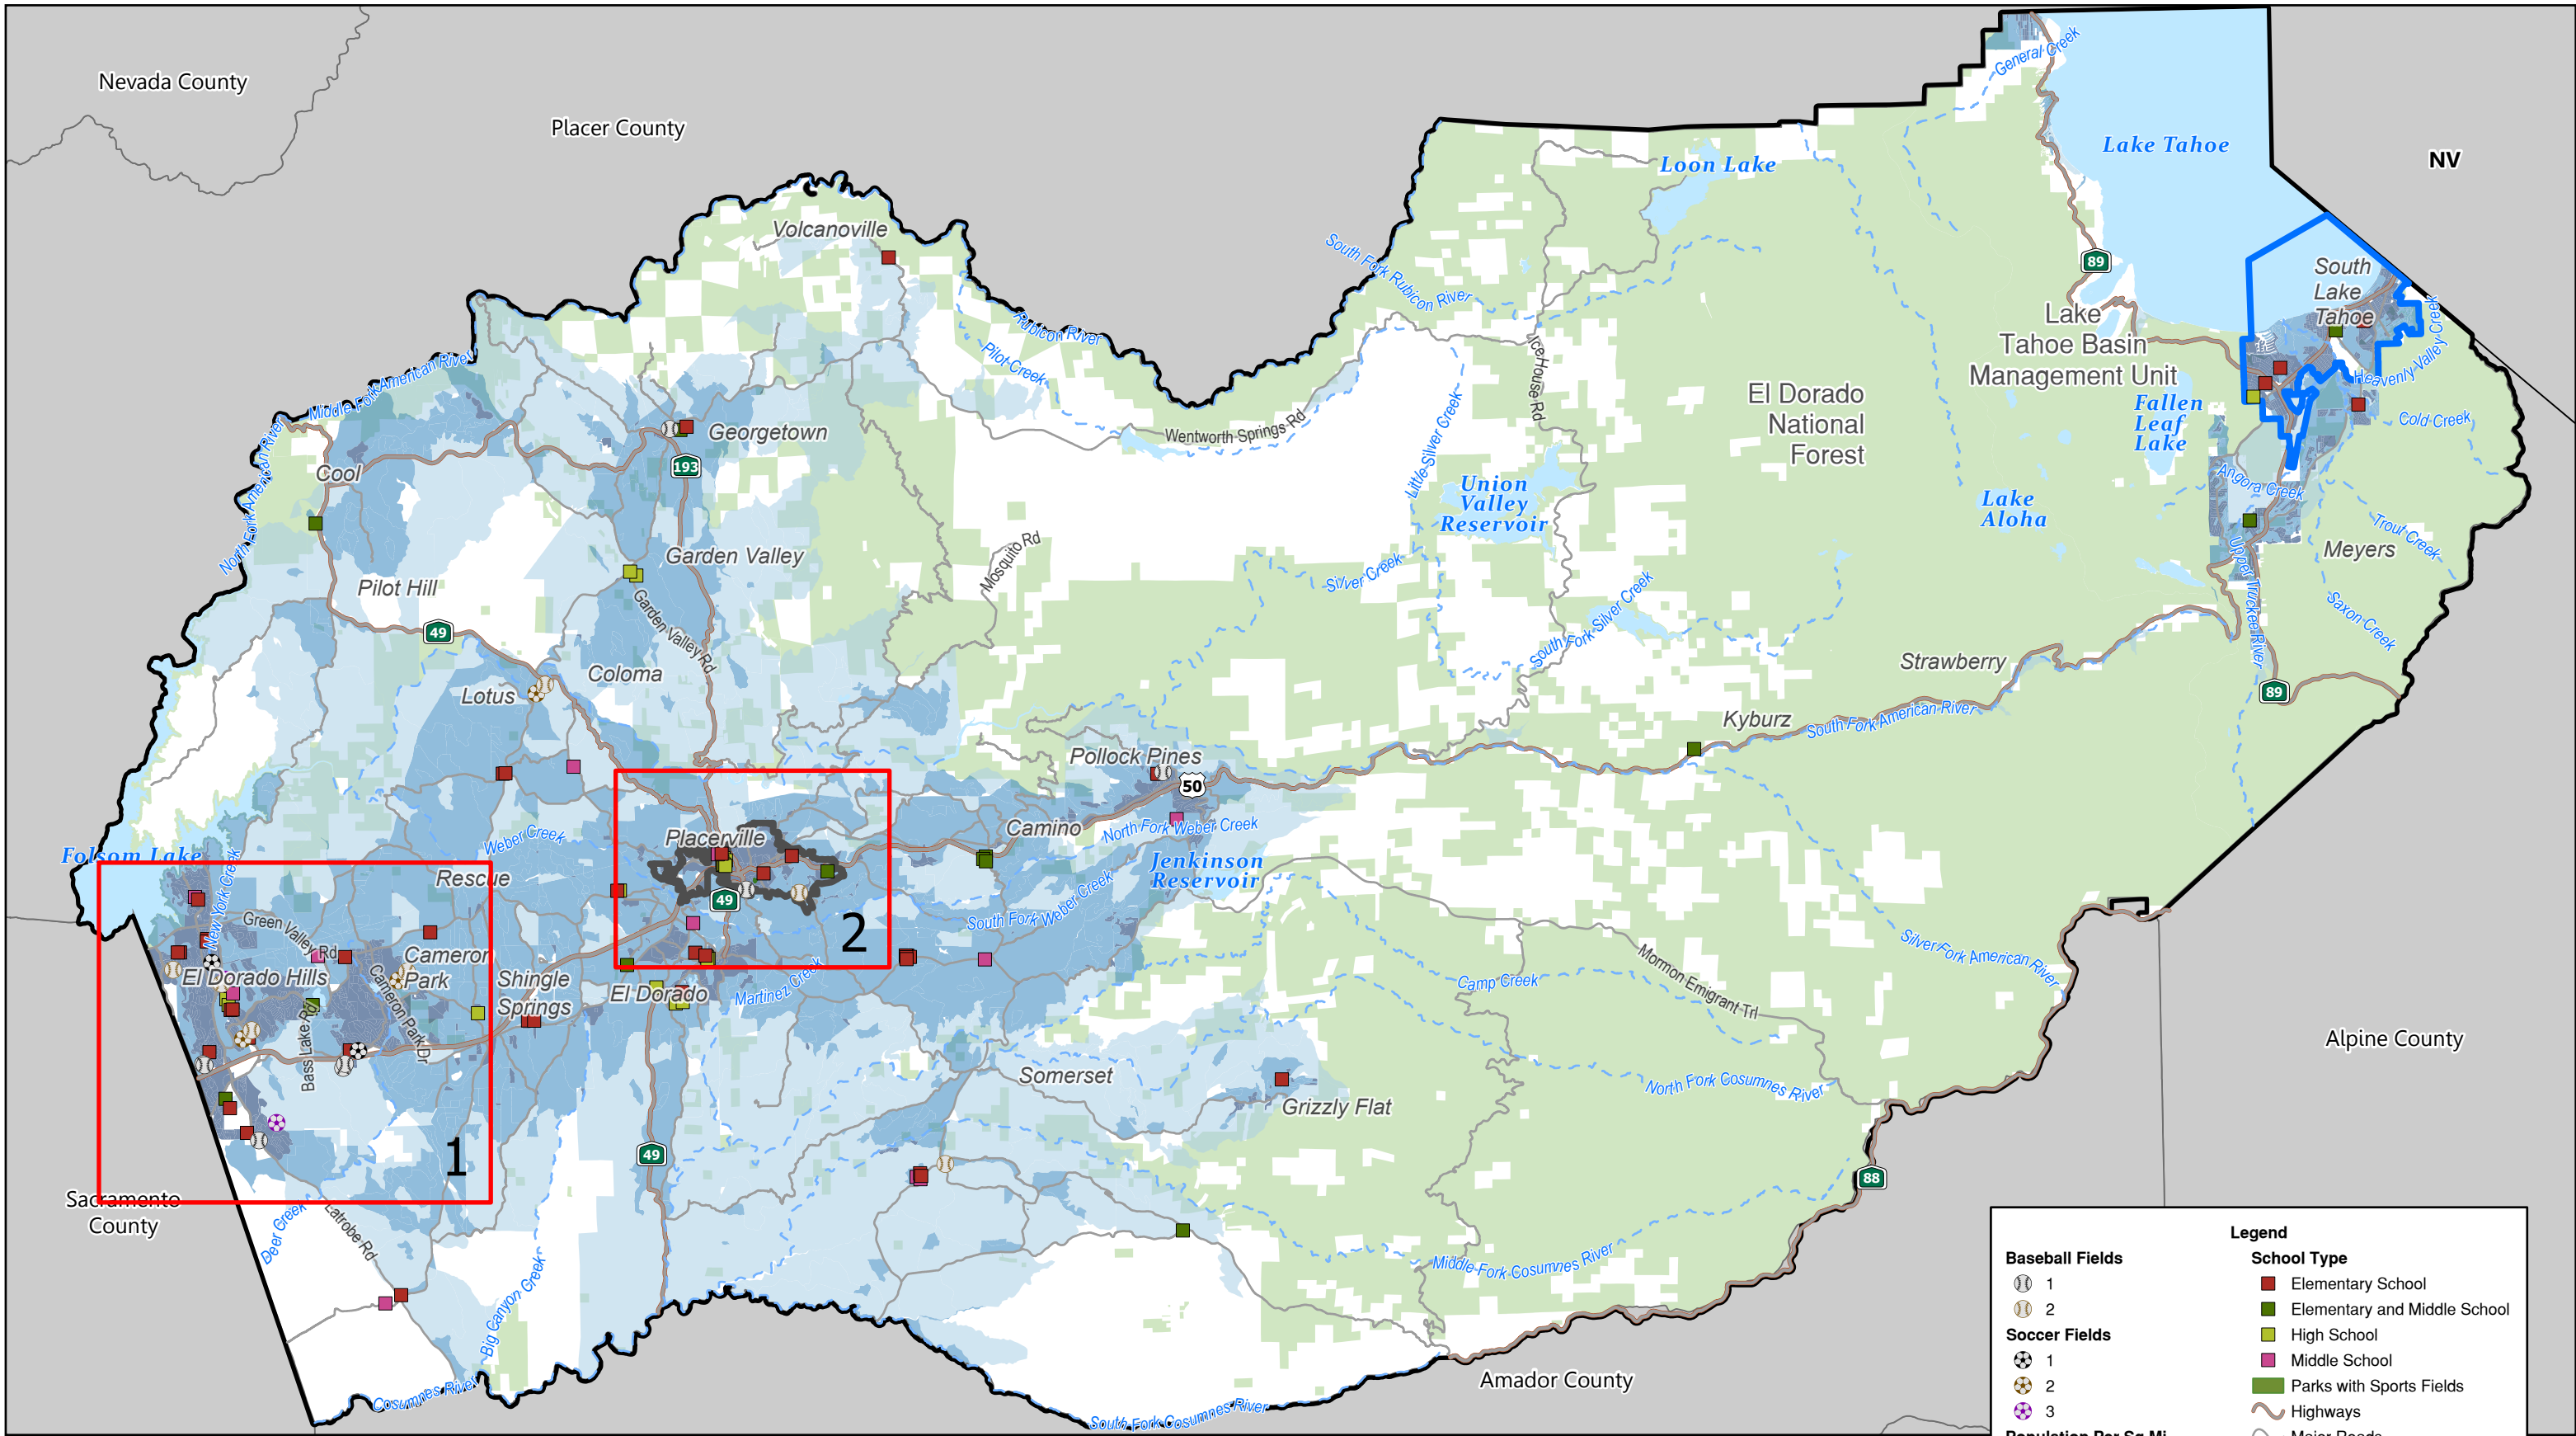 Nevada County
Placer County
General Creek
Lake Tahoe
NV
Loon Lake
Volcanoville
South Fork Rubicon River
Rubicon River
Pilot Creek
89
South
Lake
Tahoe
Lake
Tahoe Basin
Management Unit
Heavenly Valley Creek
Middle Fork American River
North Fork American River
Ice House Rd
Wentworth Springs Rd
Little Silver Creek
El Dorado
National
Forest
Fallen
Leaf
Lake
Cold Creek
Georgetown
193
Cool
Union
Valley
Reservoir
Lake
Aloha
Angora Creek
Trout Creek
Meyers
Upper Truckee River
Saxon Creek
Mosquito Rd
Garden Valley
Pilot Hill
Silver Creek
South Fork Silver Creek
49
Garden Valley Rd
Coloma
Lotus
Strawberry
89
Kyburz
South Fork American River
Pollock Pines
50
Placerville
Camino
North Fork Weber Creek
Weber Creek
Folsom Lake
Jenkinson
Reservoir
Rescue
New York Creek
49
2
South Fork Weber Creek
Green Valley Rd
Cameron
Park
El Dorado Hills
Cameron Park Dr
Shingle
Springs
El Dorado
Martinez Creek
Silver Fork American River
Camp Creek
Mormon Emigrant Trl
Bass Lake Rd
Somerset
North Fork Cosumnes River
Alpine County
Grizzly Flat
1
49
88
Sacramento
County
Deer Creek
Latrobe Rd
Big Canyon Creek
Middle Fork Cosumnes River
Amador County
Cosumnes River
South Fork Cosumnes River
Legend
Baseball Fields
1
2
Soccer Fields
1
2
3
Population Per Sq Mi
School Type
Elementary School
Elementary and Middle School
High School
Middle School
Parks with Sports Fields
Highways
Major Roads